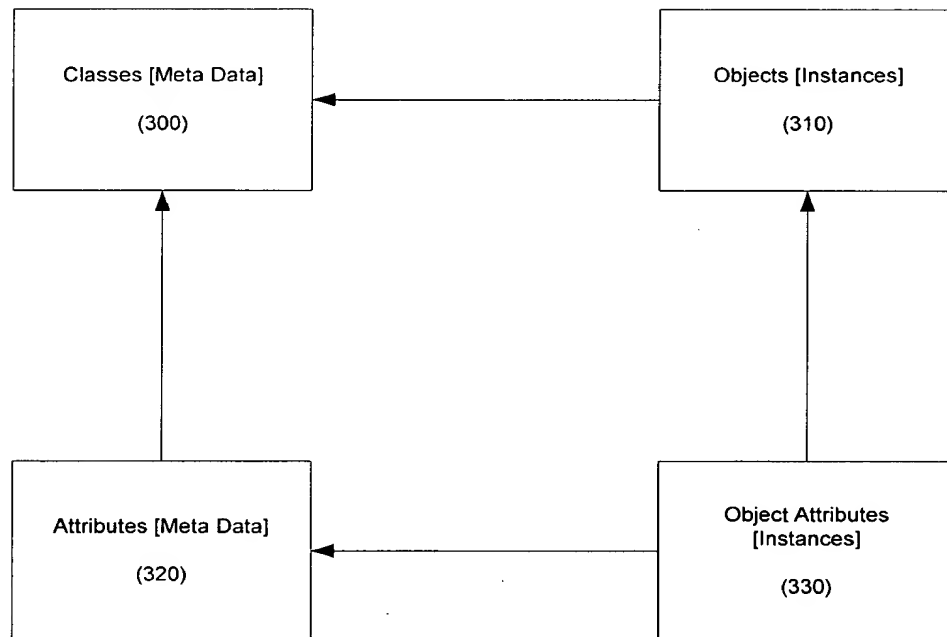 Classes [Meta Data]
(300)
Objects [Instances]
(310)
Attributes [Meta Data]
(320)
Object Attributes
[Instances]
(330)